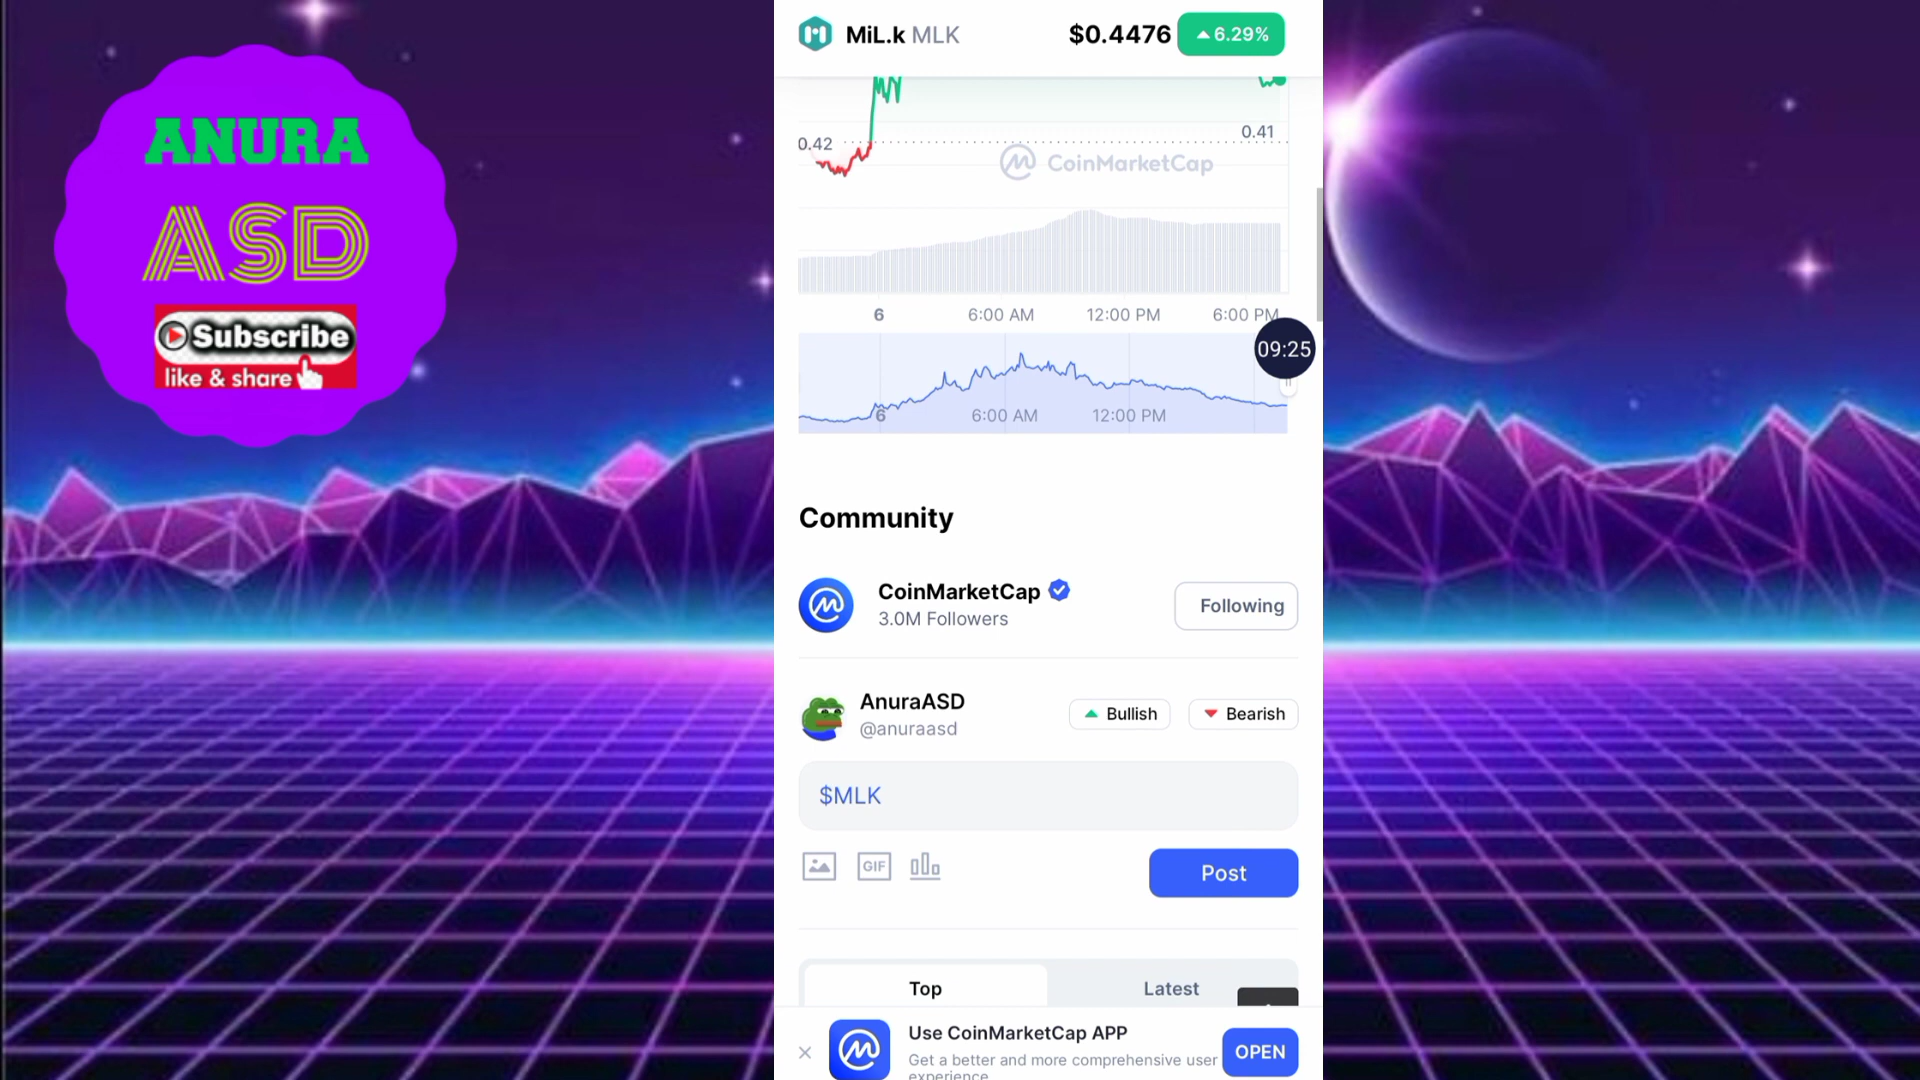 ANURA
ASD
Subscribe
like & share
MiL.k MLK
$0.4476
6.29%
0.42
0.41
CoinMarketCap
6
6:00 AM
12:00 PM
6:00 PM
09:25
6
6:00 AM
12:00 PM
Community
CoinMarketCap
3.0M Followers
Following
AnuraASD
@anuraasd
Bullish
Bearish
$MLK
GIF
Post
Top
Latest
Use CoinMarketCap APP
Get a better and more comprehensive user
experience
OPEN